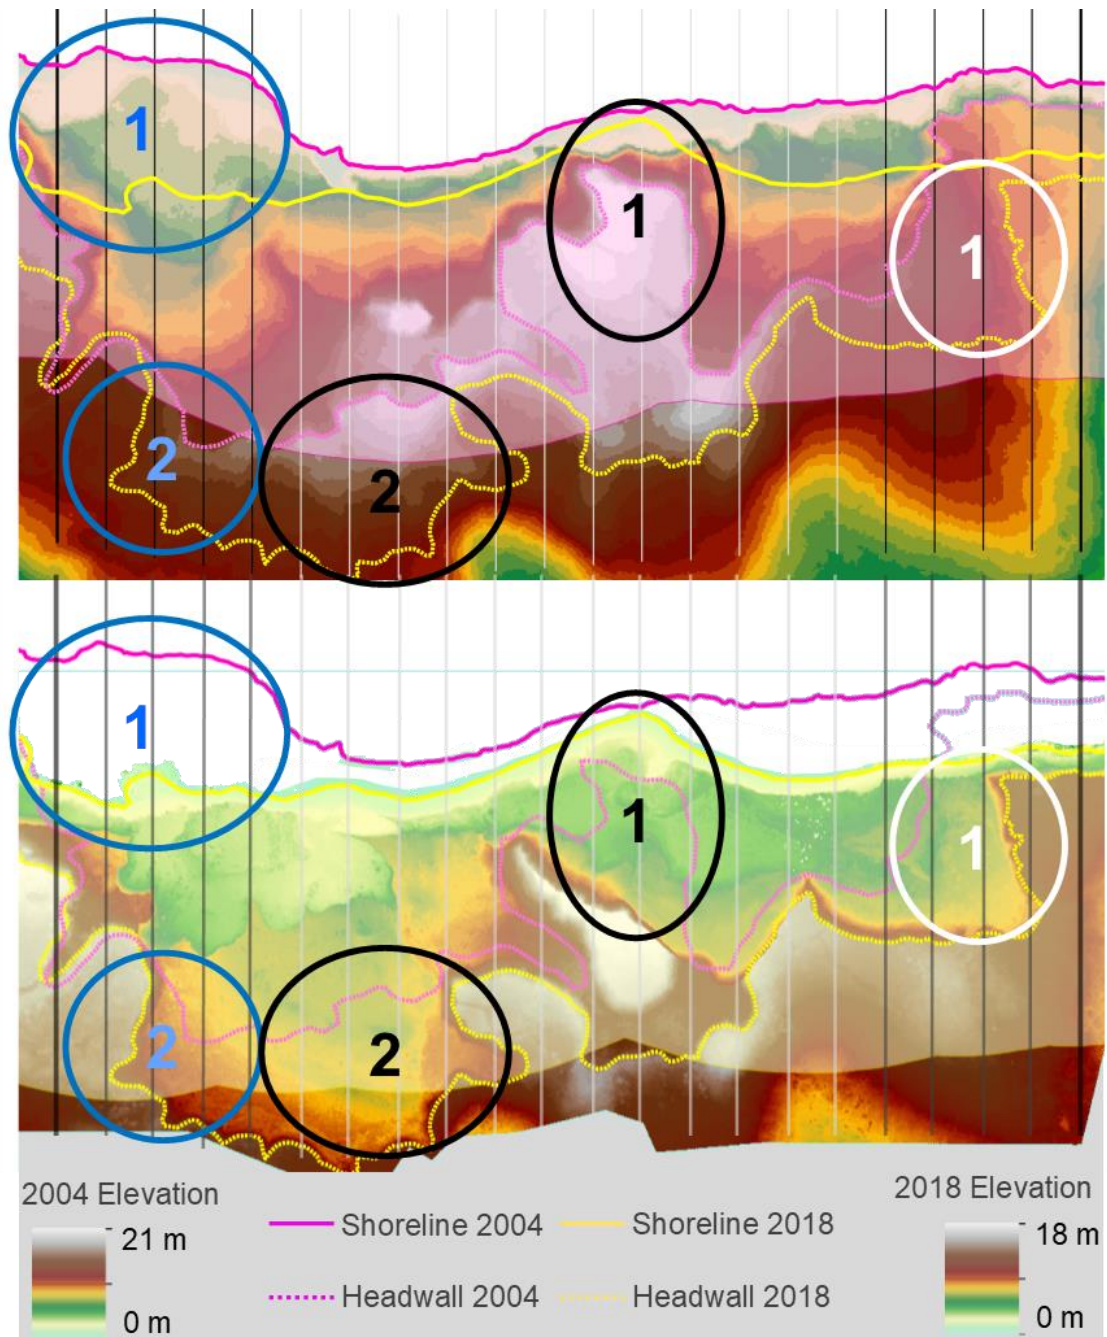 1
1
1
2
2
1
1
1
2
2
2004 Elevation
21 m
0 m
Shoreline 2004
Shoreline 2018
Headwall 2004
Headwall 2018
2018 Elevation
18 m
0 m